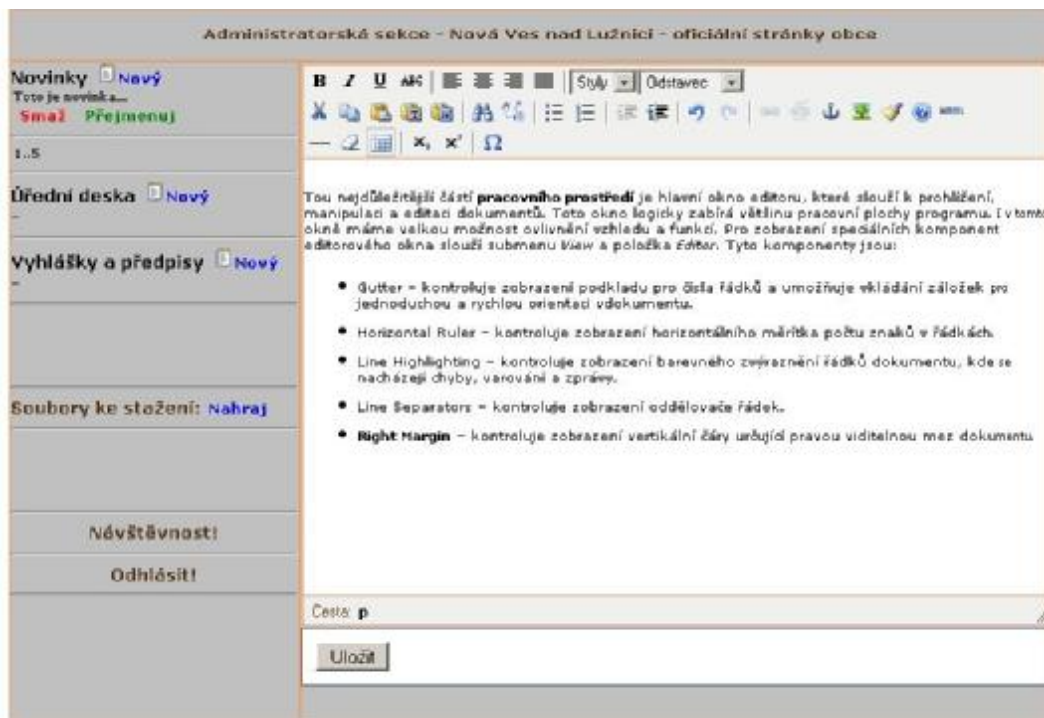 Administratorská sekce - Nová Ves nad Lužnicí - oficiální stránky obce
Novinky Nový
Toto je novinka...
Smaž Přejmenuj
1..5
Úřední deska Nový
-
Vyhlášky a předpisy Nový
-
Soubory ke stažení: Nahraj
Návštěvnost!
Odhlásit!
B I U ABC Styly Odstavec
HTML
x, x² Ω
Tou nejdůležitější částí pracovního prostředí je hlavní okno editoru, které slouží k prohlížení,
manipulaci a editaci dokumentů. Toto okno logicky zabírá většinu pracovní plochy programu. I v tomto
okně máme velkou možnost ovlivnění vzhledu a funkcí. Pro zobrazení speciálních komponent
editorového okna slouží submenu View a položka Editor. Tyto komponenty jsou:
• Gutter – kontroluje zobrazení podkladu pro čísla řádků a umožňuje vkládání záložek pro
jednoduchou a rychlou orientaci vdokumentu.
• Horizontal Ruler – kontroluje zobrazení horizontálního měřítka počtu znaků v řádkách.
• Line Highlighting – kontroluje zobrazení barevného zvýraznění řádků dokumentu, kde se
nacházejí chyby, varování a zprávy.
• Line Separators – kontroluje zobrazení oddělovače řádek.
• Right Margin – kontroluje zobrazení vertikální čáry určující pravou viditelnou mez dokumentu
Cesta: p
Uložit